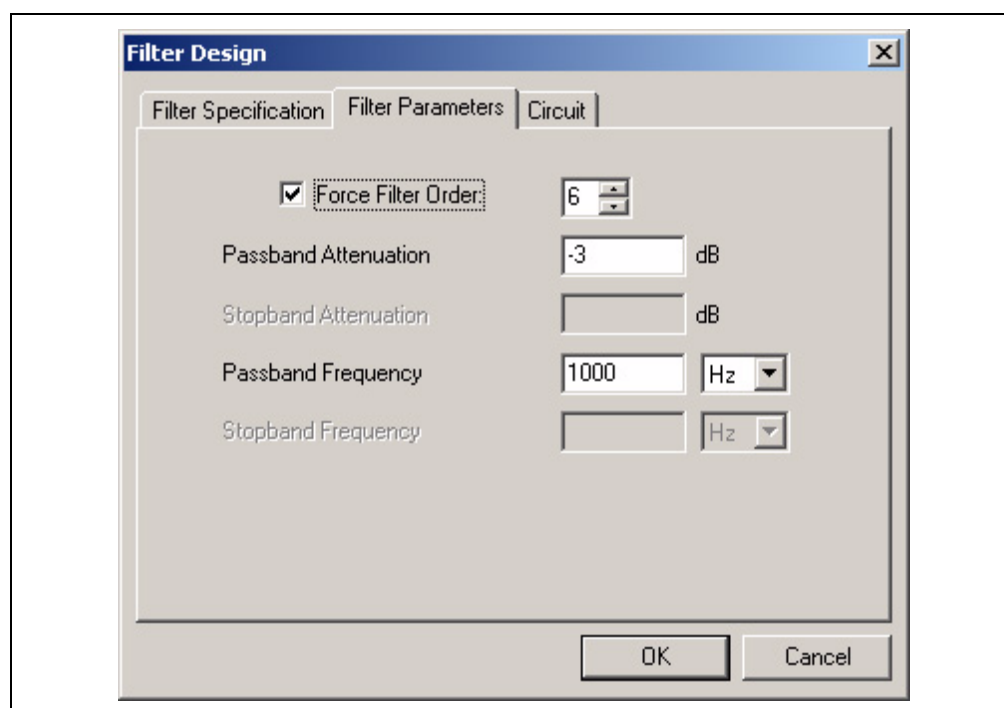 Filter Design
Filter Specification Filter Parameters Circuit
Force Filter Order: 6
Passband Attenuation -3 dB
Stopband Attenuation dB
Passband Frequency 1000 Hz
Stopband Frequency Hz
OK Cancel